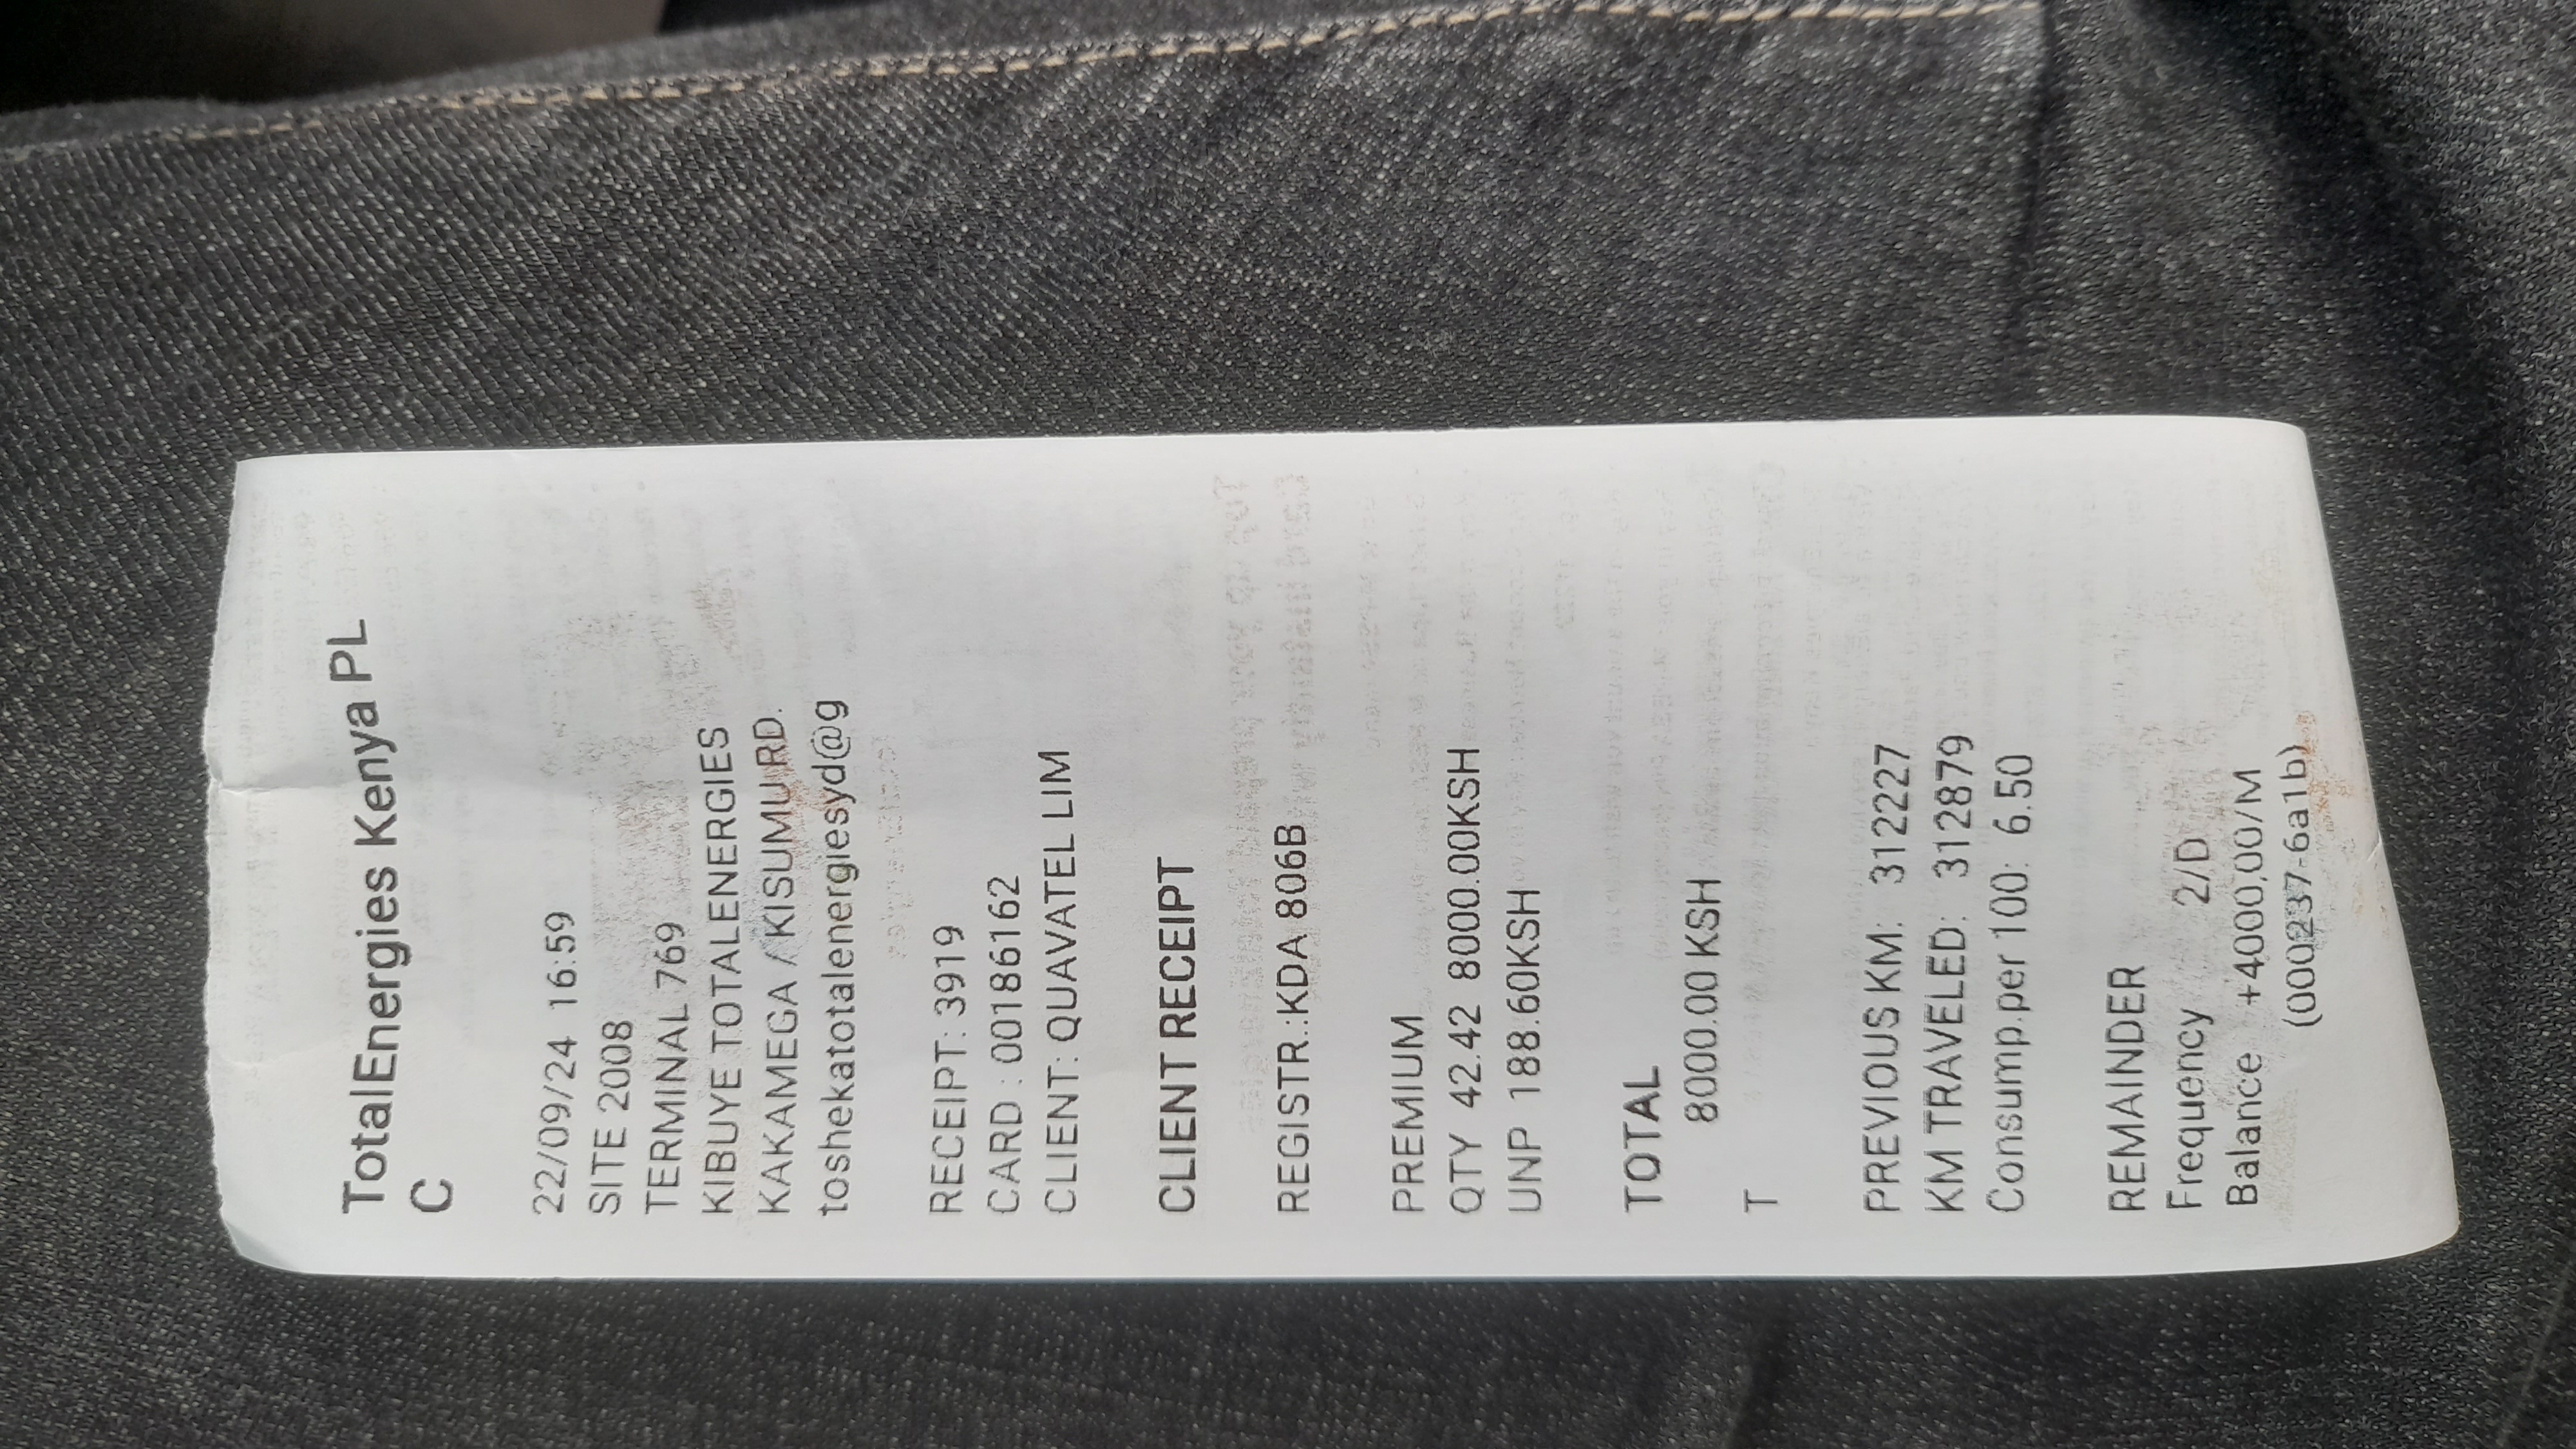 TotalEnergies Kenya PL
C
22/09/24 16:59
SITE 2008
TERMINAL 769
KIBUYE TOTALENERGIES
KAKAMEGA / KISUMU RD.
toshekatotalenergiesyd@g
RECEIPT: 3919
CARD : 00186162
CLIENT: QUAVATEL LIM
CLIENT RECEIPT
REGISTR.:KDA 806B
PREMIUM
QTY 42.42 8000.00KSH
UNP 188.60KSH
TOTAL
8000.00 KSH
T
PREVIOUS KM: 312227
KM TRAVELED: 312879
Consump.per 100: 6.50
REMAINDER
Frequency 2/D
Balance +4000,00/M
(000237-6a1b)